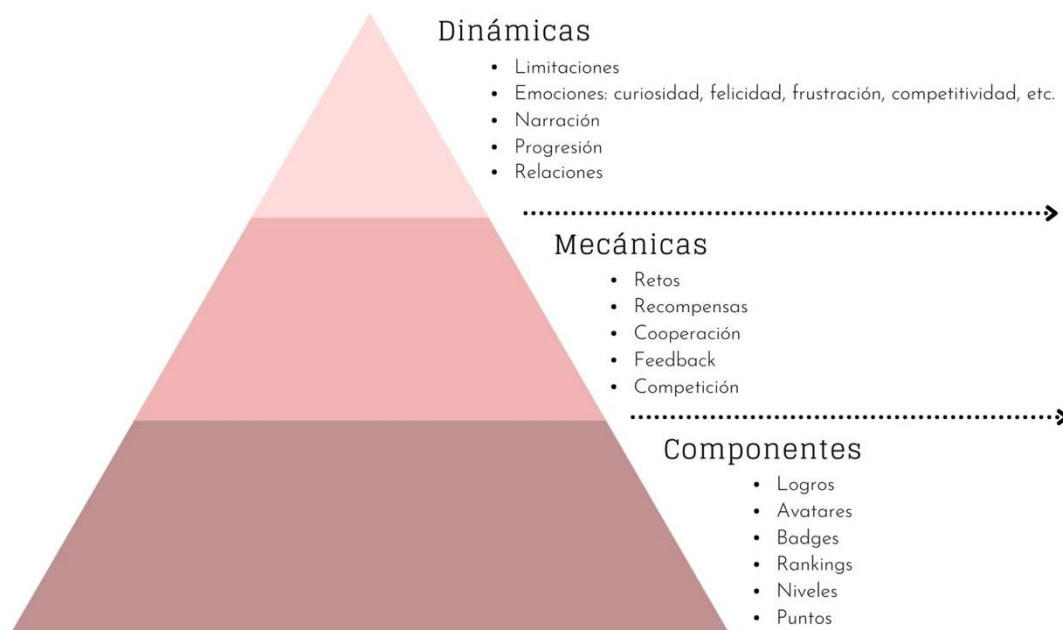 Dinámicas
• Limitaciones
• Emociones: curiosidad, felicidad, frustración, competitividad, etc.
• Narración
• Progresión
• Relaciones
Mecánicas
• Retos
• Recompensas
• Cooperación
• Feedback
• Competición
Componentes
• Logros
• Avatares
• Badges
• Rankings
• Niveles
• Puntos